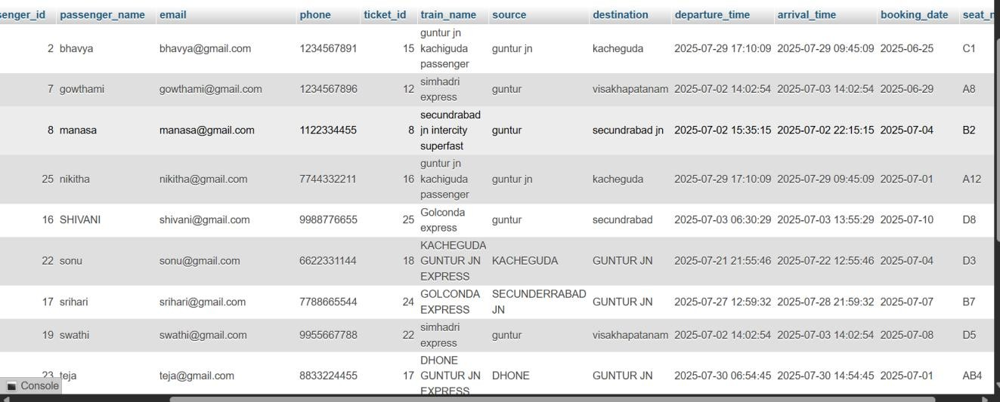 senger_id passenger_name email phone ticket_id train_name source destination departure_time arrival_time booking_date seat_n
guntur jn
2 bhavya bhavya@gmail.com 1234567891 15 kachiguda guntur jn kacheguda 2025-07-29 17:10:09 2025-07-29 09:45:09 2025-06-25 C1
passenger
simhadri
7 gowthami gowthami@gmail.com 1234567896 12 express guntur visakhapatanam 2025-07-02 14:02:54 2025-07-03 14:02:54 2025-06-29 A8
secundrabad
8 manasa manasa@gmail.com 1122334455 8 jn intercity guntur secundrabad jn 2025-07-02 15:35:15 2025-07-02 22:15:15 2025-07-04 B2
superfast
guntur jn
25 nikitha nikitha@gmail.com 7744332211 16 kachiguda guntur jn kacheguda 2025-07-29 17:10:09 2025-07-29 09:45:09 2025-07-01 A12
passenger
Golconda
16 SHIVANI shivani@gmail.com 9988776655 25 express guntur secundrabad 2025-07-03 06:30:29 2025-07-03 13:55:29 2025-07-10 D8
KACHEGUDA
22 sonu sonu@gmail.com 6622331144 18 GUNTUR JN KACHEGUDA GUNTUR JN 2025-07-21 21:55:46 2025-07-22 12:55:46 2025-07-04 D3
EXPRESS
GOLCONDA SECUNDERRABAD
17 srihari srihari@gmail.com 7788665544 24 EXPRESS JN GUNTUR JN 2025-07-27 12:59:32 2025-07-28 21:59:32 2025-07-07 B7
simhadri
19 swathi swathi@gmail.com 9955667788 22 express guntur visakhapatanam 2025-07-02 14:02:54 2025-07-03 14:02:54 2025-07-08 D5
DHONE
23 teja teja@gmail.com 8833224455 17 GUNTUR JN DHONE GUNTUR JN 2025-07-30 06:54:45 2025-07-30 14:54:45 2025-07-01 AB4
EXPRESS
Console